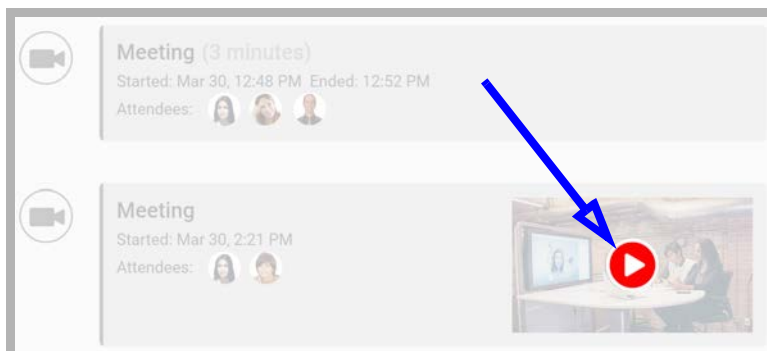 Meeting (3 minutes)
Started: Mar 30, 12:48 PM Ended: 12:52 PM
Attendees:
Meeting
Started: Mar 30, 2:21 PM
Attendees: